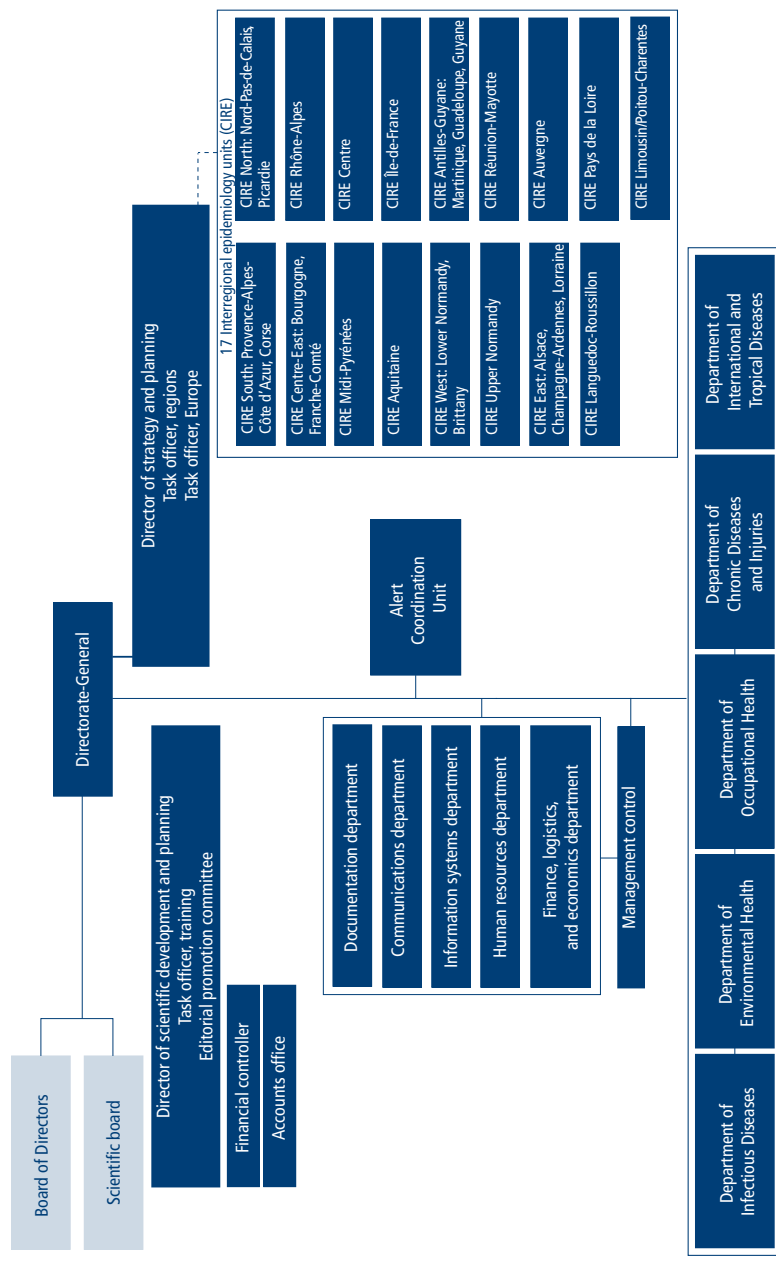 Board of Directors
Scientific board
Directorate-General
Director of scientific development and planning
Task officer, training
Editorial promotion committee
Financial controller
Accounts office
Director of strategy and planning
Task officer, regions
Task officer, Europe
17 Interregional epidemiology units (CIRE)
CIRE South: Provence-Alpes-
Côte d'Azur, Corse
CIRE Centre-East: Bourgogne,
Franche-Comté
CIRE Midi-Pyrénées
CIRE Aquitaine
CIRE West: Lower Normandy,
Brittany
CIRE Upper Normandy
CIRE East: Alsace,
Champagne-Ardennes, Lorraine
CIRE Languedoc-Roussillon
CIRE North: Nord-Pas-de-Calais,
Picardie
CIRE Rhône-Alpes
CIRE Centre
CIRE Île-de-France
CIRE Antilles-Guyane:
Martinique, Guadeloupe, Guyane
CIRE Réunion-Mayotte
CIRE Auvergne
CIRE Pays de la Loire
CIRE Limousin/Poitou-Charentes
Alert
Coordination
Unit
Documentation department
Communications department
Information systems department
Human resources department
Finance, logistics,
and economics department
Management control
Department of
Infectious Diseases
Department of
Environmental Health
Department of
Occupational Health
Department of
Chronic Diseases
and Injuries
Department of
International and
Tropical Diseases